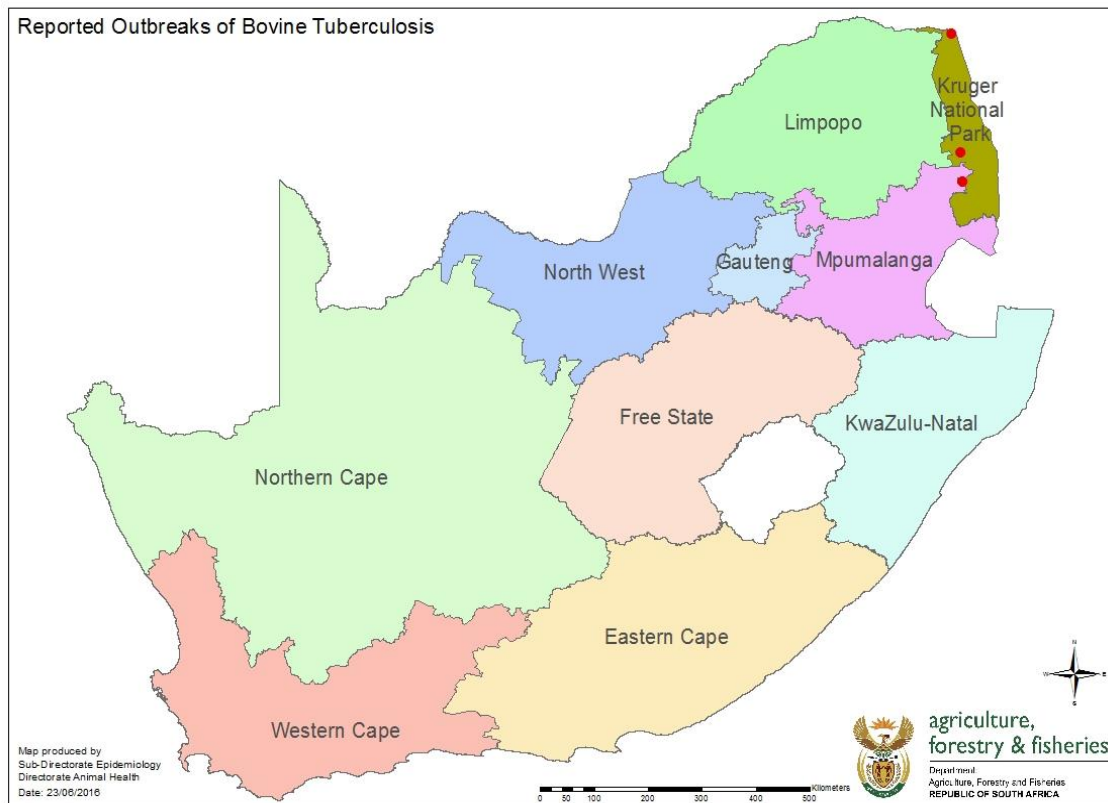 Reported Outbreaks of Bovine Tuberculosis
Kruger
National
Park
Limpopo
North West
Gauteng
Mpumalanga
Free State
KwaZulu-Natal
Northern Cape
Eastern Cape
Western Cape
N
W E
S
Map produced by
Sub-Directorate Epidemiology
Directorate Animal Health
Date: 23/06/2016
Kilometers
0 50 100 200 300 400 500
agriculture,
forestry & fisheries
Department:
Agriculture, Forestry and Fisheries
REPUBLIC OF SOUTH AFRICA